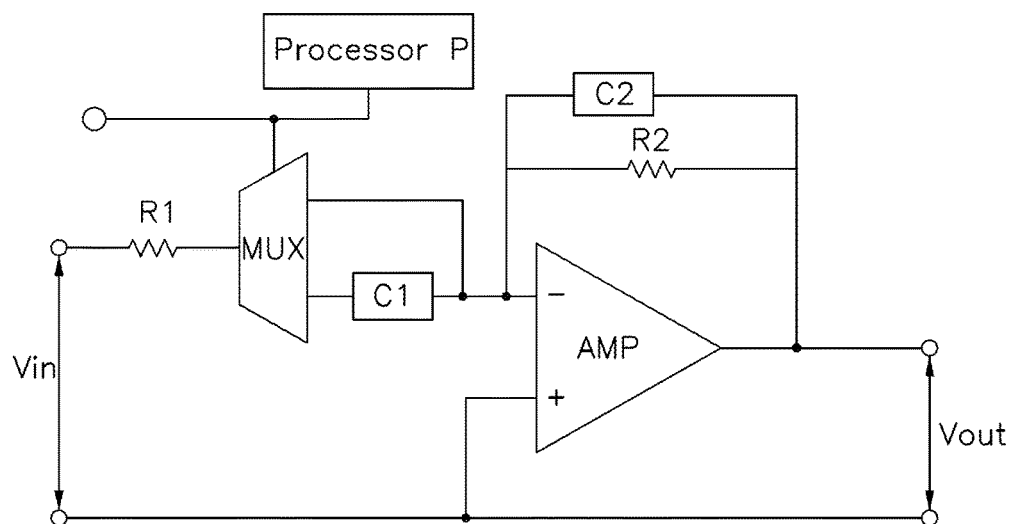 Processor P
C2
R2
R1
MUX
C1
−
AMP
Vin
+
Vout